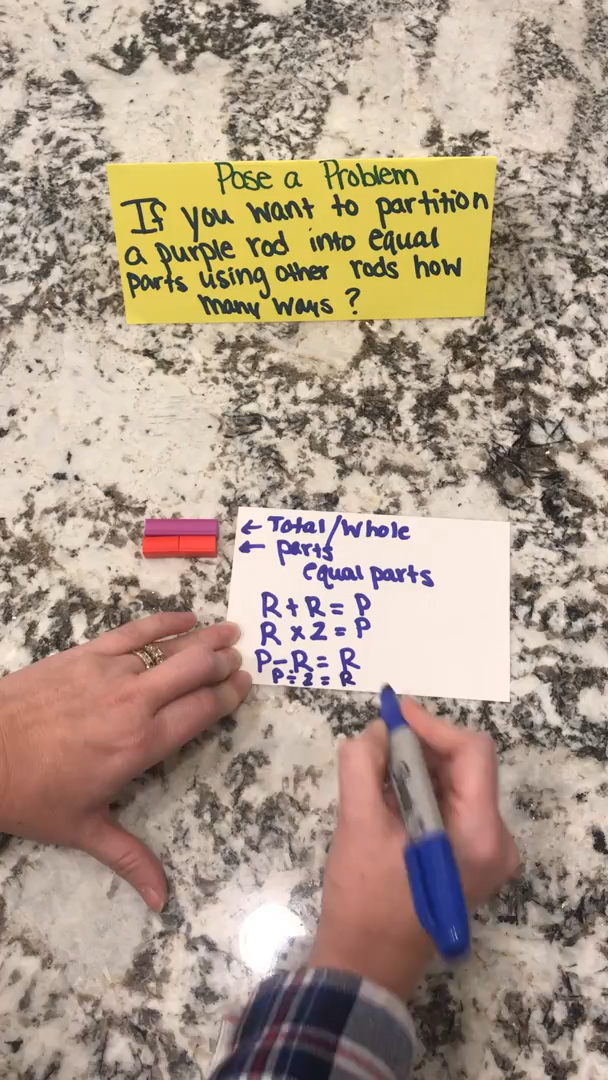 Pose a Problem
If you want to partition
a purple rod into equal
parts using other rods how
many ways?
← Total/Whole
← parts
equal parts
R + R = P
R × 2 = P
P - R = R
P ÷ 2 = R